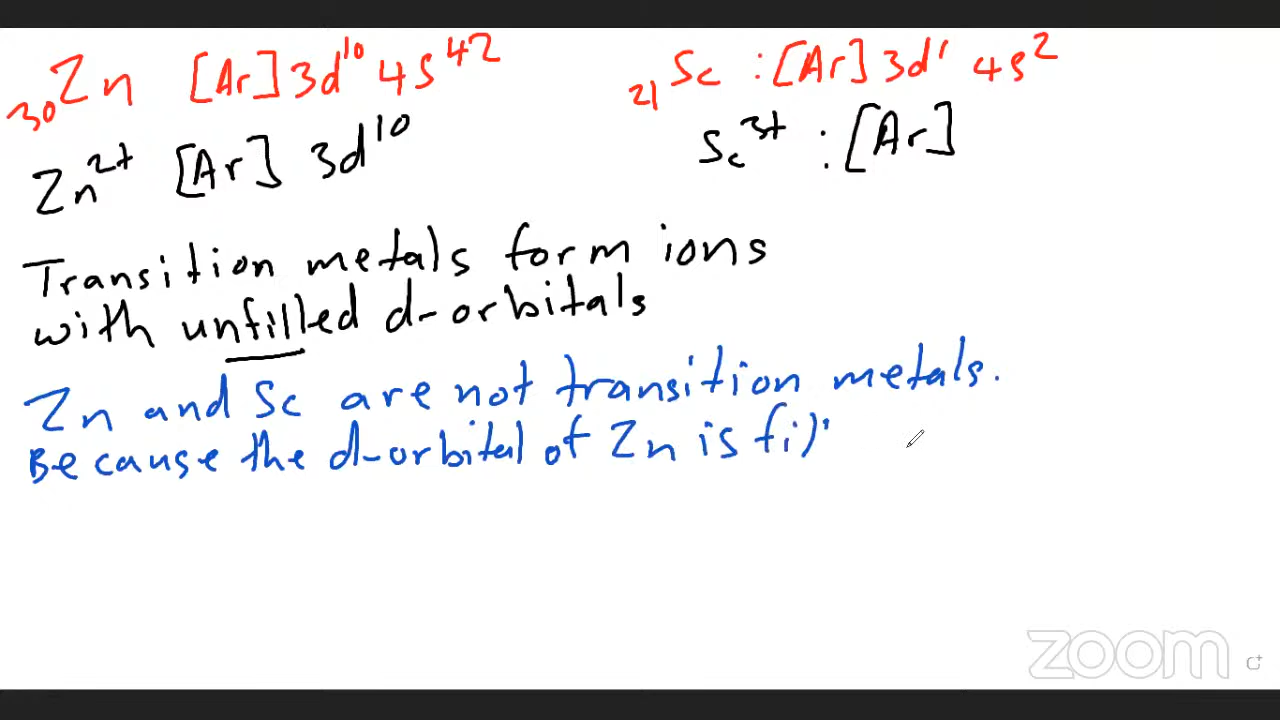 30Zn [Ar] 3d¹⁰ 4s⁴²
21Sc : [Ar] 3d¹ 4s²
Zn²⁺ [Ar] 3d¹⁰
Sc³⁺ : [Ar]
Transition metals form ions
with unfilled d-orbitals
Zn and Sc are not transition metals.
Because the d-orbital of Zn is fil
zoom